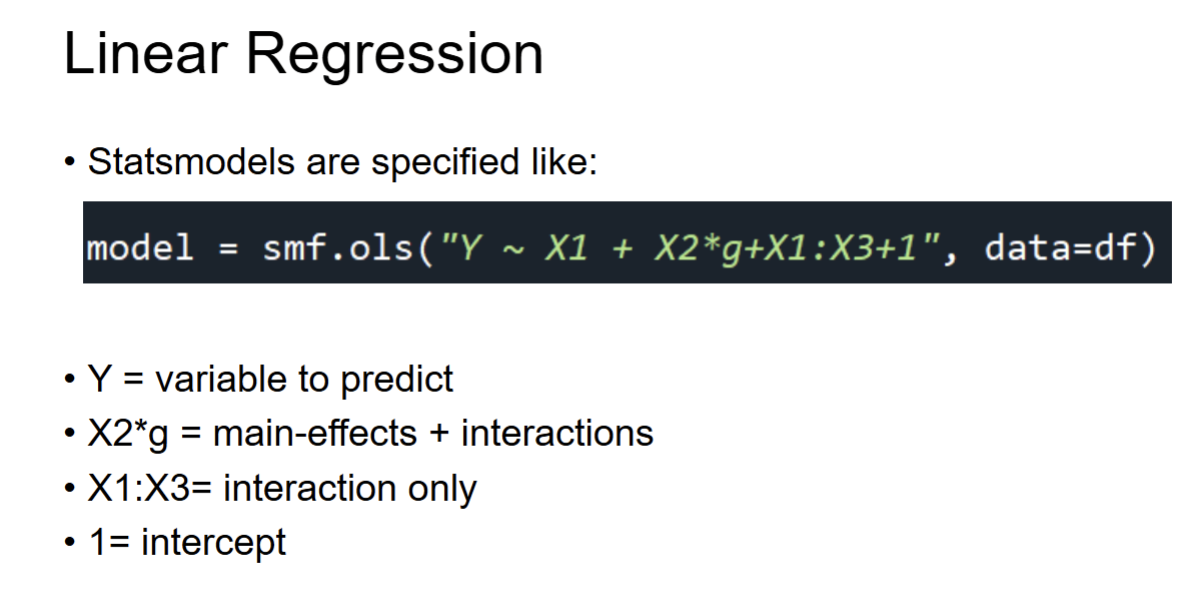 Linear Regression
• Statsmodels are specified like:
model = smf.ols("Y ~ X1 + X2*g+X1:X3+1", data=df)
• Y = variable to predict
• X2*g = main-effects + interactions
• X1:X3= interaction only
• 1= intercept